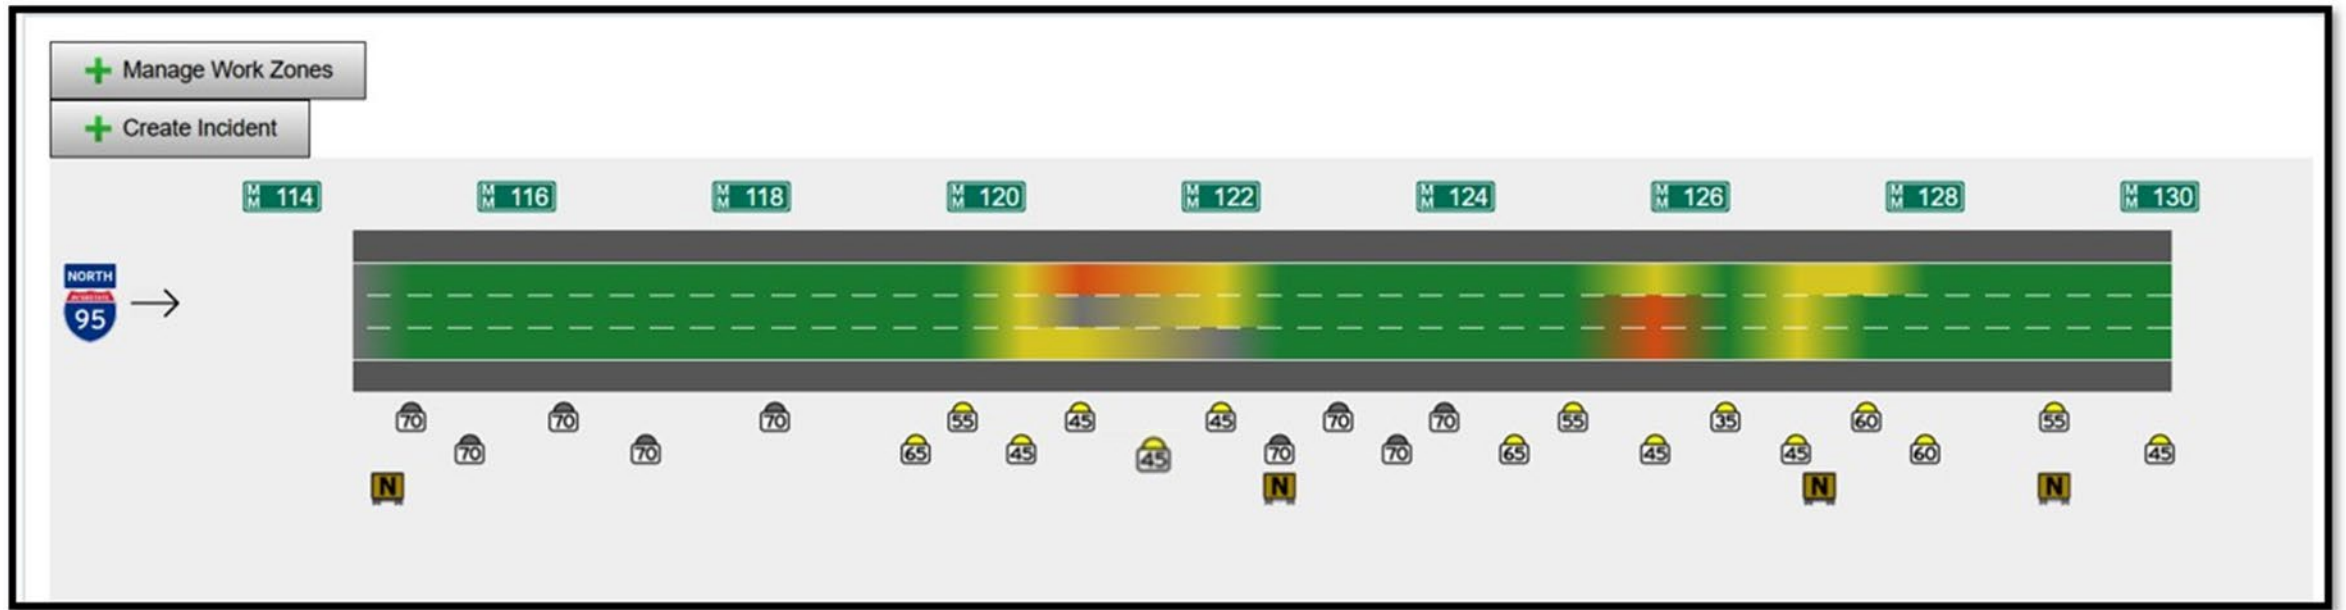 Manage Work Zones
Create Incident
MM 114 MM 116 MM 118 MM 120 MM 122 MM 124 MM 126 MM 128 MM 130
NORTH
INTERSTATE
95
70 70 70 55 45 45 70 70 55 35 60 55
70 70 65 45 45 70 70 65 45 45 60 45
N N N N